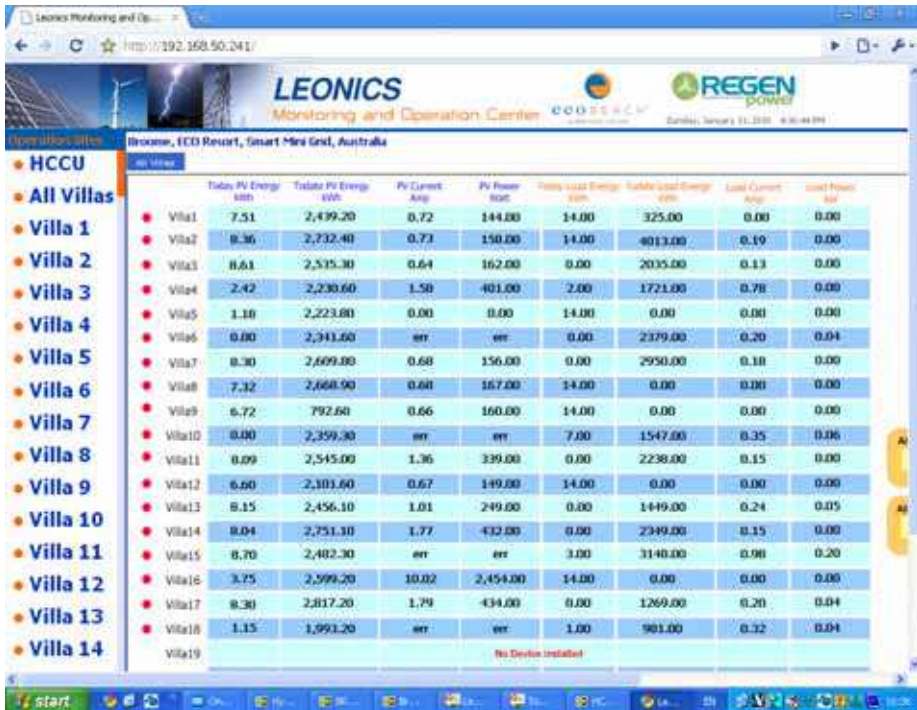 Leonics Monitoring and Op...
http://192.168.50.241/
LEONICS
Monitoring and Operation Center
REGEN
power
Operation Sites
Broome, ECO Resort, Smart Mini Grid, Australia
HCCU
All Villas
Villa 1
Villa 2
Villa 3
Villa 4
Villa 5
Villa 6
Villa 7
Villa 8
Villa 9
Villa 10
Villa 11
Villa 12
Villa 13
Villa 14
All Villas
Today PV Energy kWh Todate PV Energy kWh PV Current Amp PV Power Watt Today Load Energy kWh Todate Load Energy kWh Load Current Amp Load Power kW
Villa1 7.51 2,439.20 0.72 144.00 14.00 325.00 0.00 0.00
Villa2 8.36 2,732.40 0.73 150.00 14.00 4013.00 0.19 0.00
Villa3 8.61 2,535.30 0.64 162.00 0.00 2035.00 0.13 0.00
Villa4 2.42 2,230.60 1.50 401.00 2.00 1721.00 0.78 0.00
Villa5 1.18 2,223.80 0.00 0.00 14.00 0.00 0.00 0.00
Villa6 0.00 2,341.60 err err 0.00 2379.00 0.20 0.04
Villa7 8.30 2,609.80 0.68 156.00 0.00 2950.00 0.18 0.00
Villa8 7.32 2,668.90 0.68 167.00 14.00 0.00 0.00 0.00
Villa9 6.72 792.60 0.66 160.00 14.00 0.00 0.00 0.00
Villa10 0.00 2,359.30 err err 7.00 1547.00 0.35 0.06
Villa11 8.09 2,545.00 1.36 339.00 0.00 2238.00 0.15 0.00
Villa12 6.60 2,101.60 0.67 149.00 14.00 0.00 0.00 0.00
Villa13 8.15 2,456.10 1.01 249.00 0.00 1449.00 0.24 0.05
Villa14 8.04 2,751.10 1.77 432.00 0.00 2349.00 0.15 0.00
Villa15 8.70 2,482.30 err err 3.00 3148.00 0.98 0.20
Villa16 3.75 2,599.20 10.02 2,454.00 14.00 0.00 0.00 0.00
Villa17 8.30 2,817.20 1.79 434.00 0.00 1269.00 0.20 0.04
Villa18 1.15 1,993.20 err err 1.00 981.00 0.32 0.04
Villa19 No Device installed
start
EN